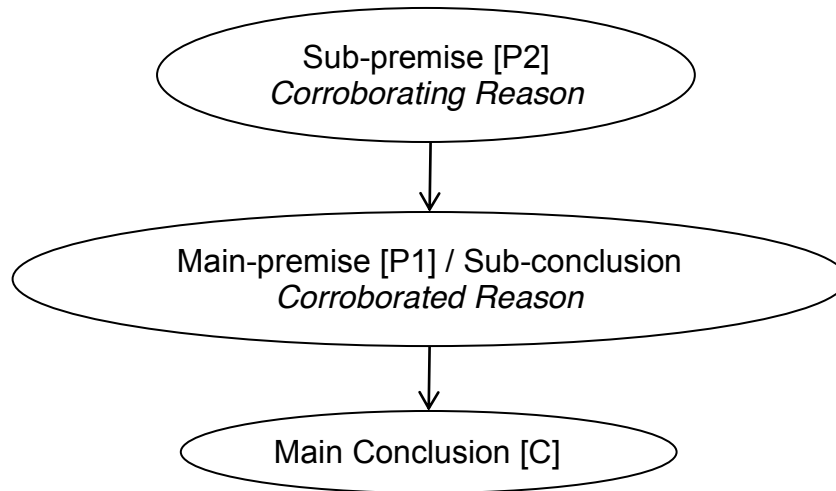 Sub-premise [P2]
Corroborating Reason
Main-premise [P1] / Sub-conclusion
Corroborated Reason
Main Conclusion [C]